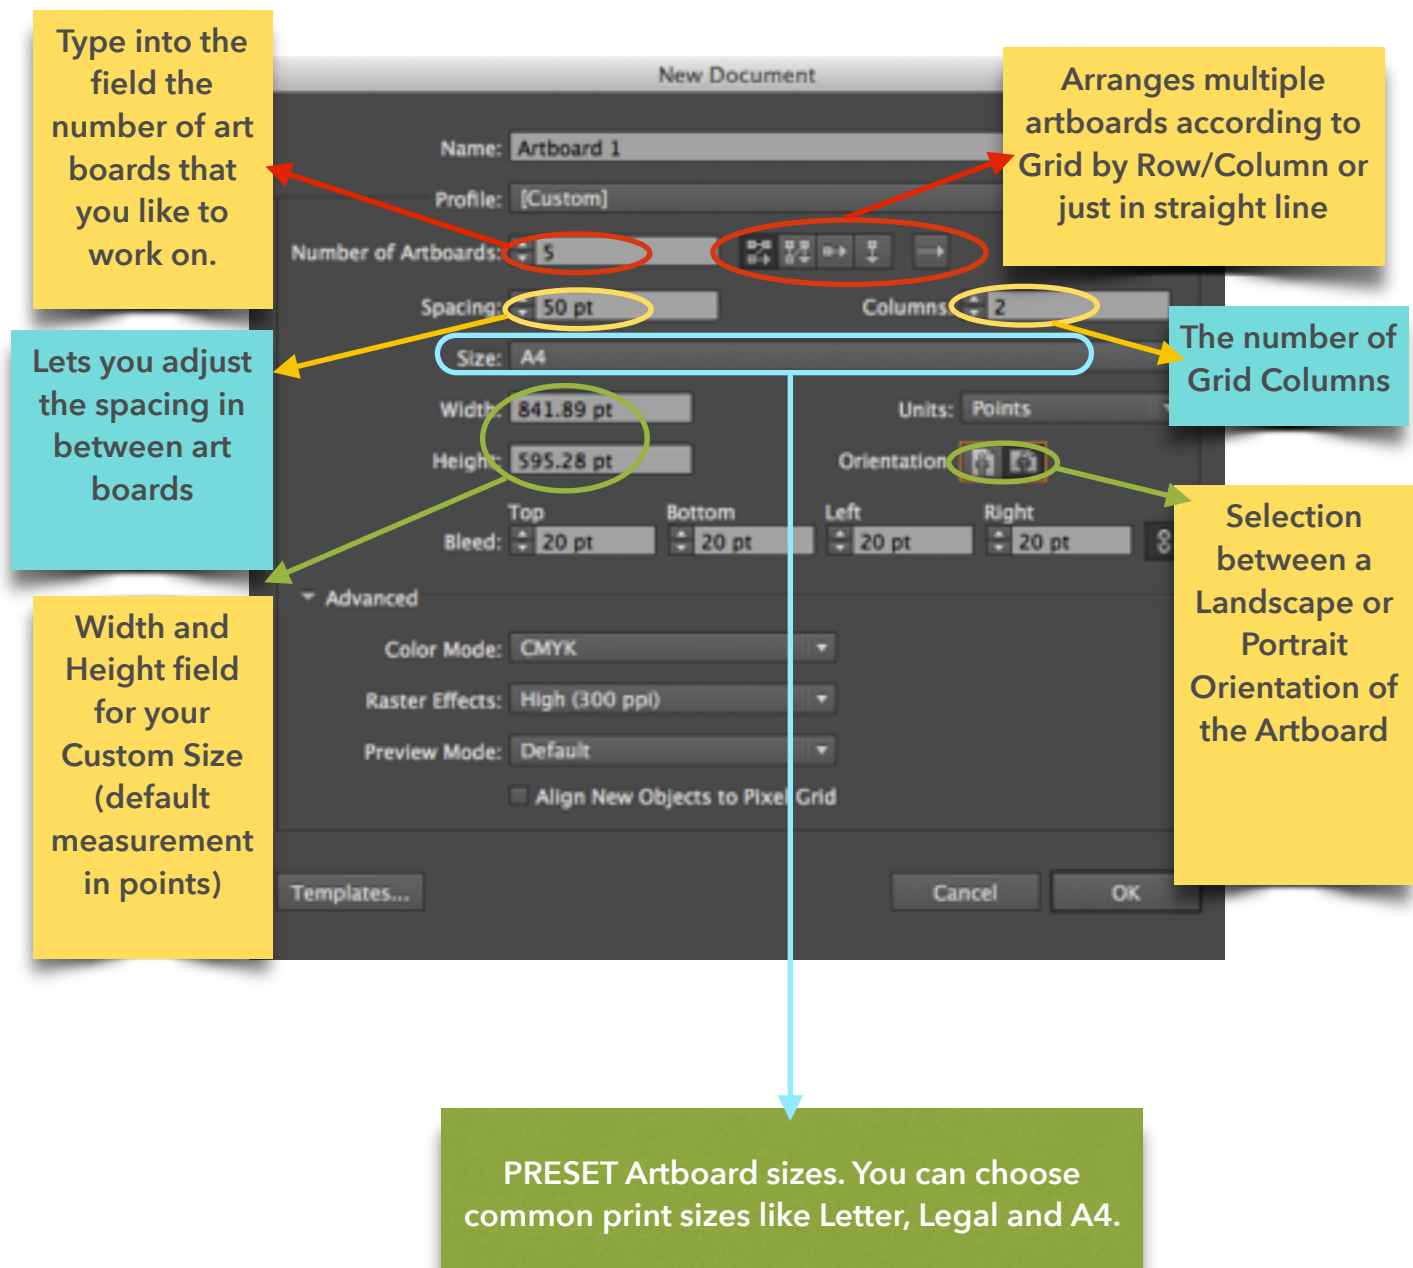 Type into the
field the
number of art
boards that
you like to
work on.
New Document
Arranges multiple
artboards according to
Grid by Row/Column or
just in straight line
Name: Artboard 1
Profile: [Custom]
Number of Artboards: 5
Spacing: 50 pt
Columns: 2
Lets you adjust
the spacing in
between art
boards
The number of
Grid Columns
Size: A4
Width: 841.89 pt
Units: Points
Height: 595.28 pt
Orientation
Top Bottom Left Right
Bleed: 20 pt 20 pt 20 pt 20 pt
Selection
between a
Landscape or
Portrait
Orientation of
the Artboard
Width and
Height field
for your
Custom Size
(default
measurement
in points)
Advanced
Color Mode: CMYK
Raster Effects: High (300 ppi)
Preview Mode: Default
Align New Objects to Pixel Grid
Templates...
Cancel
OK
PRESET Artboard sizes. You can choose
common print sizes like Letter, Legal and A4.